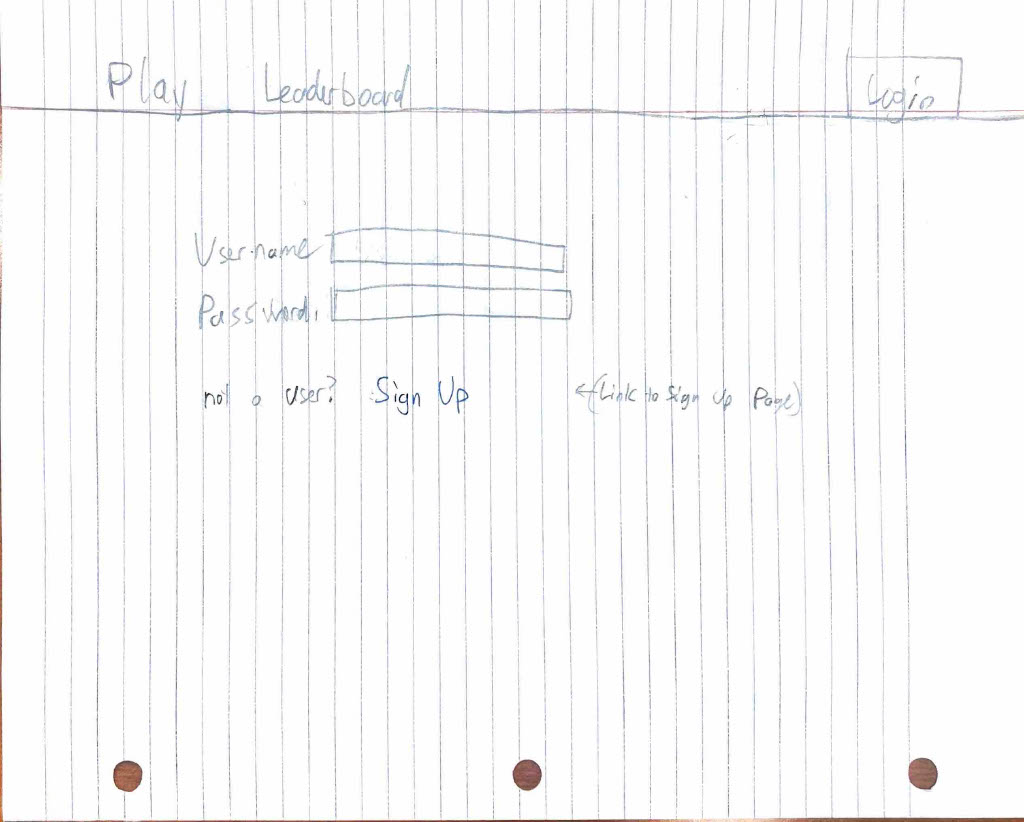 Play Leaderboard Login
Username
Password.
not a user? Sign Up ←(Link to Sign Up Page)